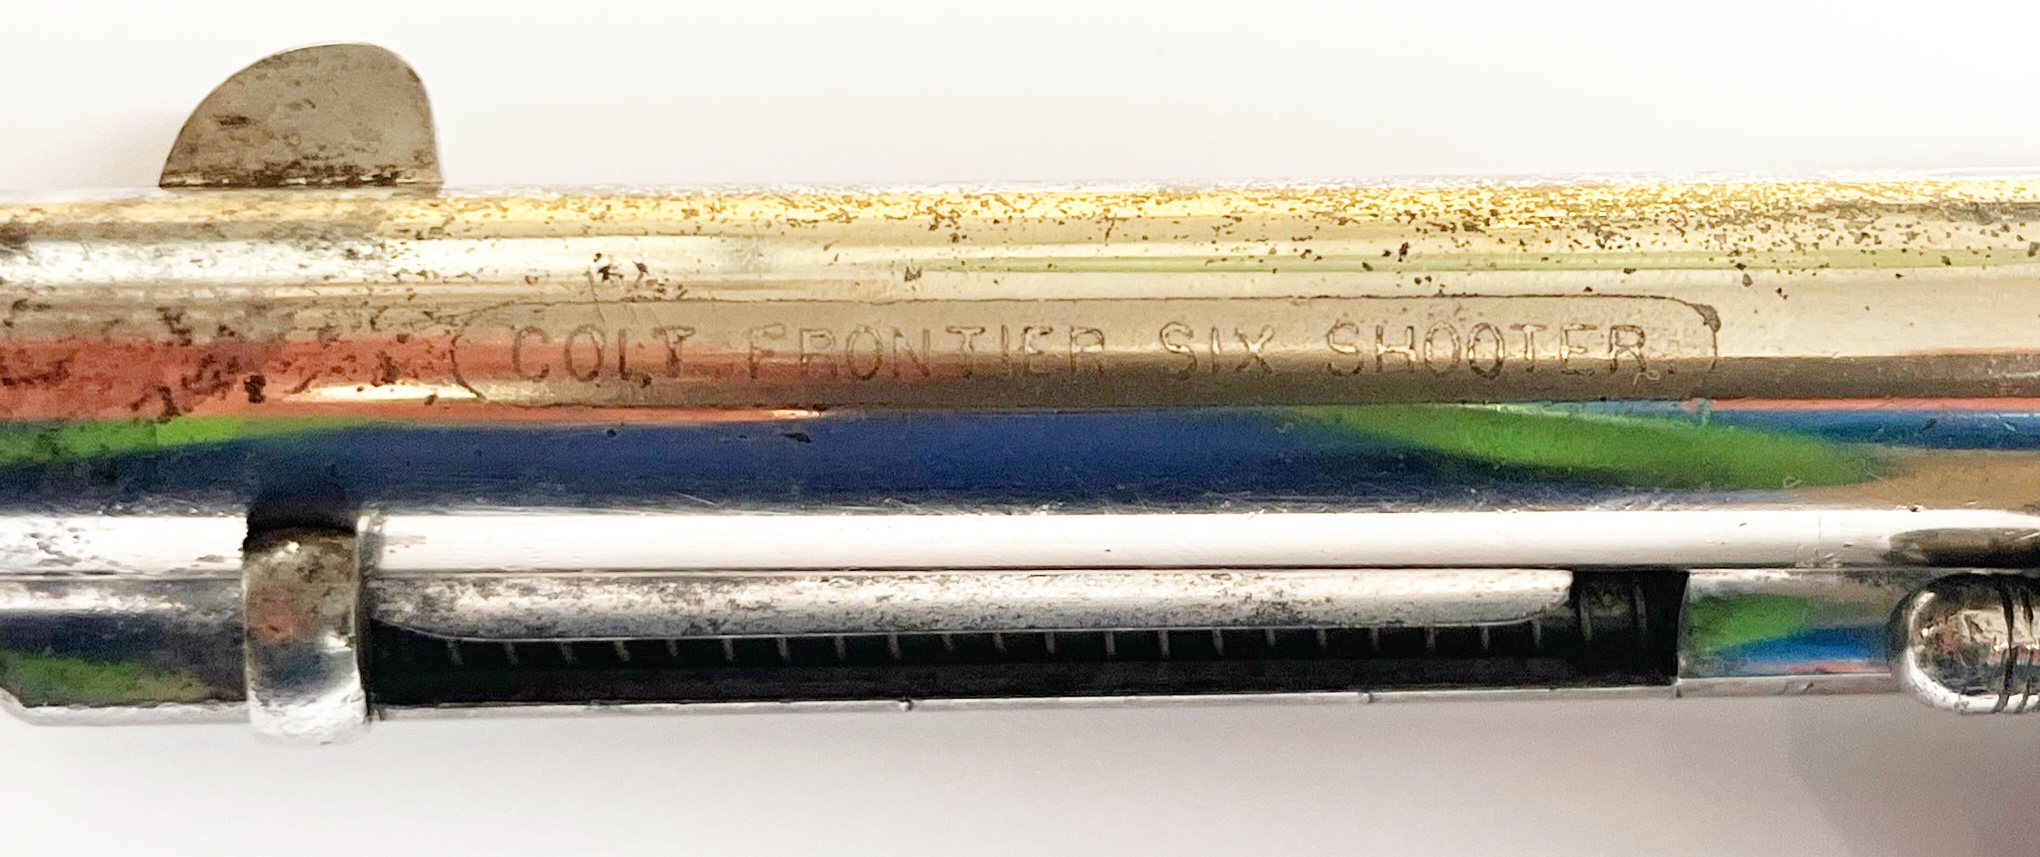 COLT FRONTIER SIX SHOOTER.